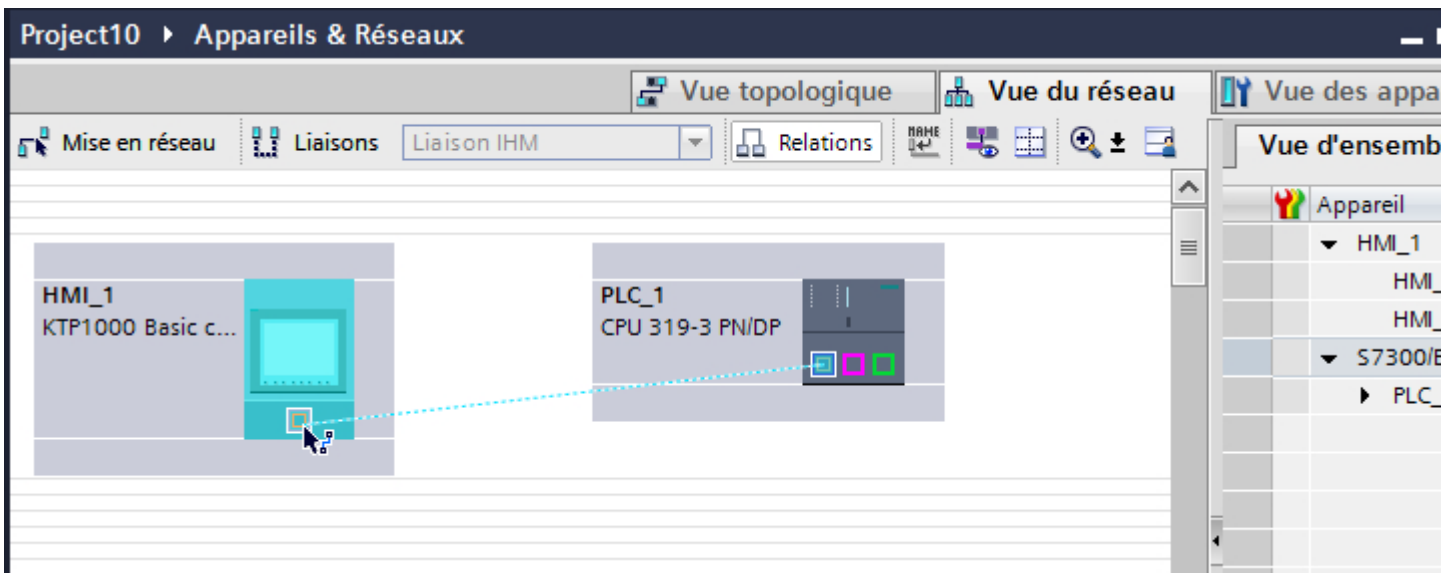 Project10 ▸ Appareils & Réseaux
Vue topologique Vue du réseau Vue des appa
Mise en réseau Liaisons Liaison IHM Relations NAME Vue d'ensemb
Appareil
HMI_1
HMI_
HMI_
S7300/E
PLC_
HMI_1
KTP1000 Basic c...
PLC_1
CPU 319-3 PN/DP